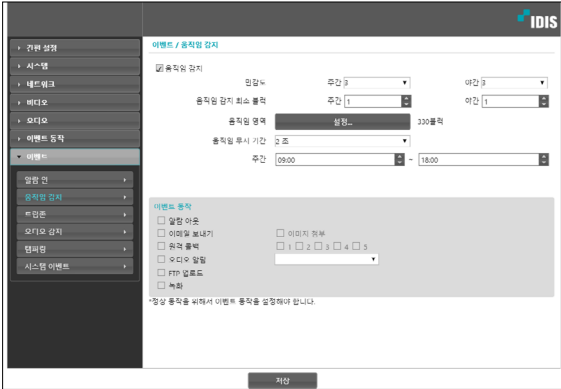 IDIS
간편 설정
시스템
네트워크
비디오
오디오
이벤트 동작
이벤트
알람 인
움직임 감지
트립존
오디오 감지
탬퍼링
시스템 이벤트
이벤트 / 움직임 감지
움직임 감지
민감도 주간 3 야간 3
움직임 감지 최소 블럭 주간 1 야간 1
움직임 영역 설정... 330블럭
움직임 무시 기간 2 초
주간 09:00 ~ 18:00
이벤트 동작
알람 아웃
이메일 보내기 이미지 첨부
원격 콜백 1 2 3 4 5
오디오 알림
FTP 업로드
녹화
*정상 동작을 위해서 이벤트 동작을 설정해야 합니다.
저장